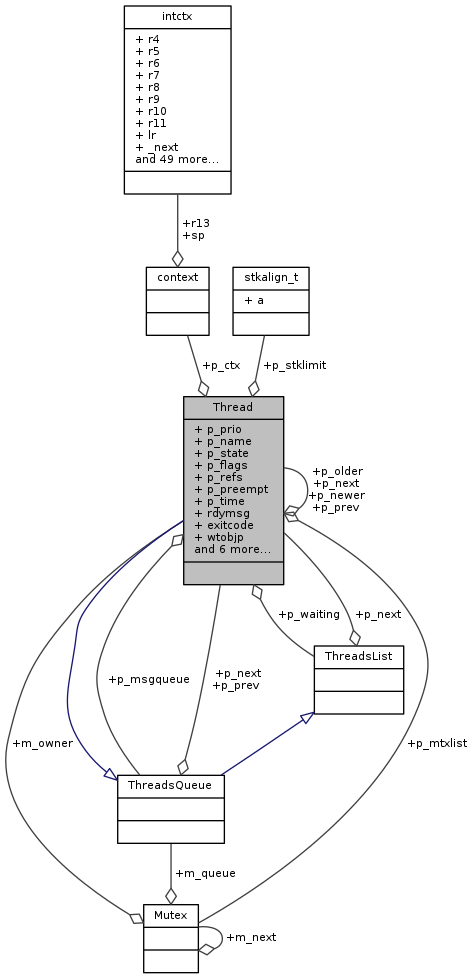 intctx
+ r4
+ r5
+ r6
+ r7
+ r8
+ r9
+ r10
+ r11
+ lr
+ _next
and 49 more...
+r13
+sp
context
stkalign_t
+ a
+p_ctx
+p_stklimit
Thread
+ p_prio
+ p_name
+ p_state
+ p_flags
+ p_refs
+ p_preempt
+ p_time
+ rdymsg
+ exitcode
+ wtobjp
and 6 more...
+p_older
+p_next
+p_newer
+p_prev
+p_waiting
+p_next
ThreadsList
+p_msgqueue
+p_next
+p_prev
+m_owner
+p_mtxlist
ThreadsQueue
+m_queue
Mutex
+m_next